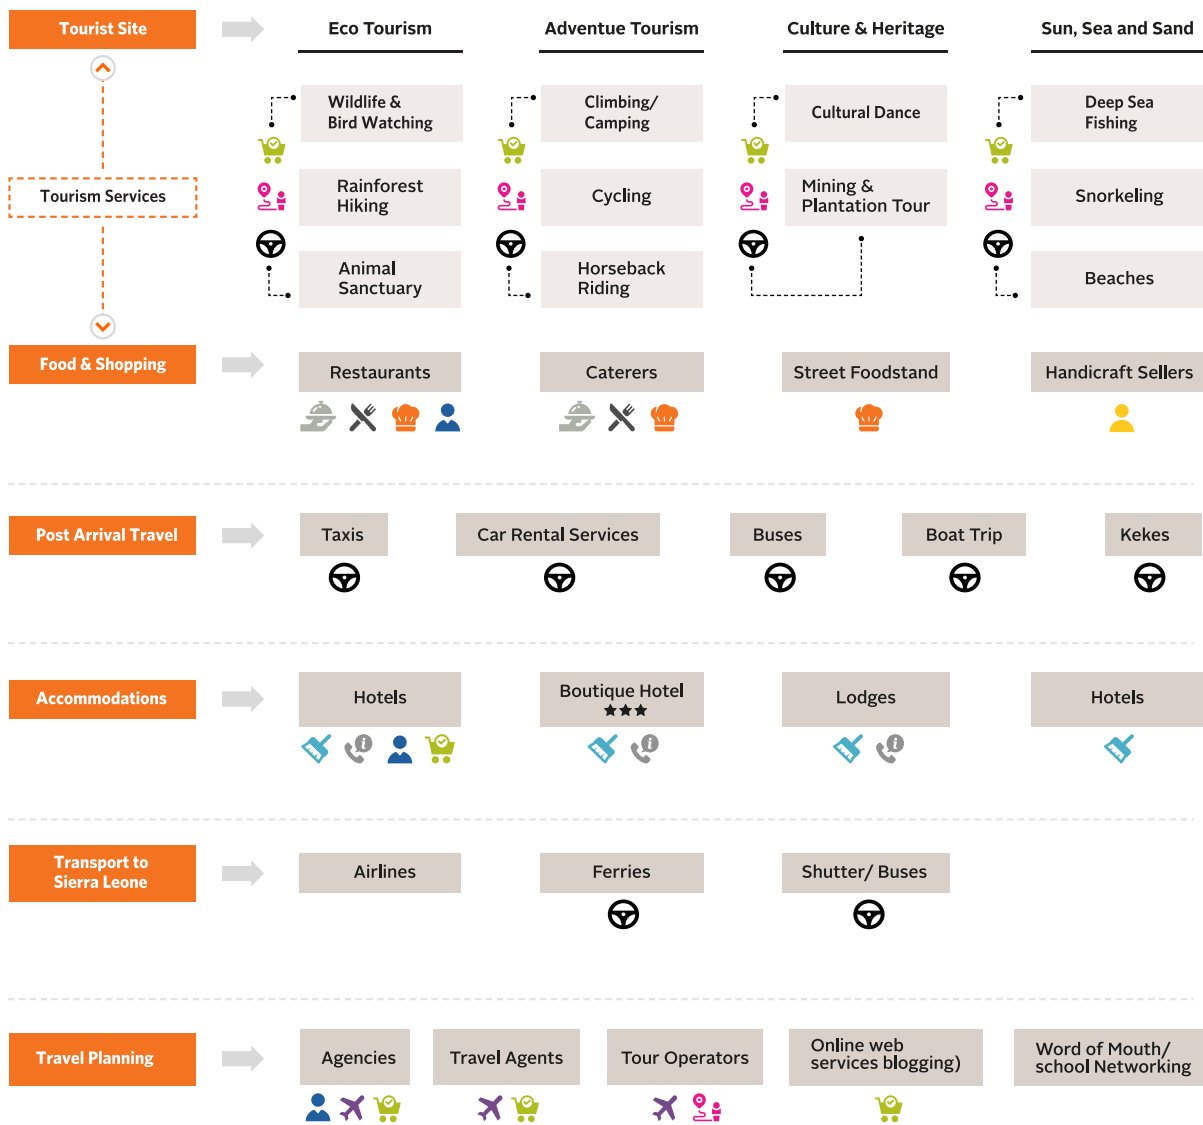 Tourist Site
Eco Tourism
Adventue Tourism
Culture & Heritage
Sun, Sea and Sand
Wildlife &
Bird Watching
Climbing/
Camping
Cultural Dance
Deep Sea
Fishing
Tourism Services
Rainforest
Hiking
Cycling
Mining &
Plantation Tour
Snorkeling
Animal
Sanctuary
Horseback
Riding
Beaches
Food & Shopping
Restaurants
Caterers
Street Foodstand
Handicraft Sellers
Post Arrival Travel
Taxis
Car Rental Services
Buses
Boat Trip
Kekes
Accommodations
Hotels
Boutique Hotel
★★★
Lodges
Hotels
Transport to
Sierra Leone
Airlines
Ferries
Shutter/ Buses
Travel Planning
Agencies
Travel Agents
Tour Operators
Online web
services blogging)
Word of Mouth/
school Networking